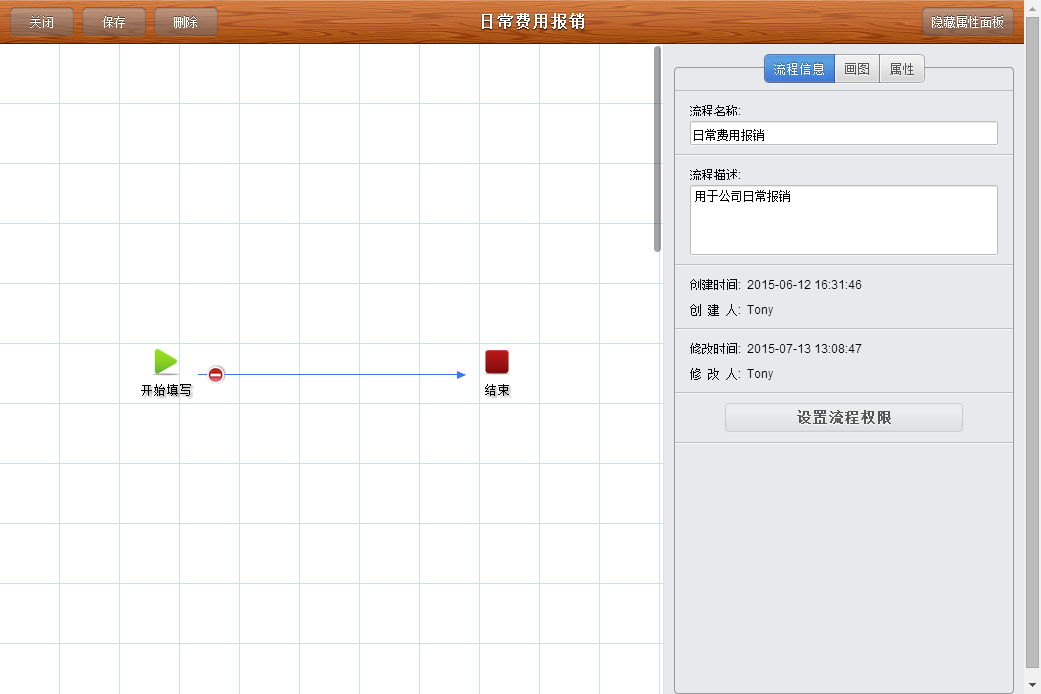 关闭 保存 删除 日常费用报销 隐藏属性面板
流程信息 画图 属性
流程名称:
日常费用报销
流程描述:
用于公司日常报销
创建时间: 2015-06-12 16:31:46
创 建 人: Tony
修改时间: 2015-07-13 13:08:47
修 改 人: Tony
设置流程权限
开始填写 结束